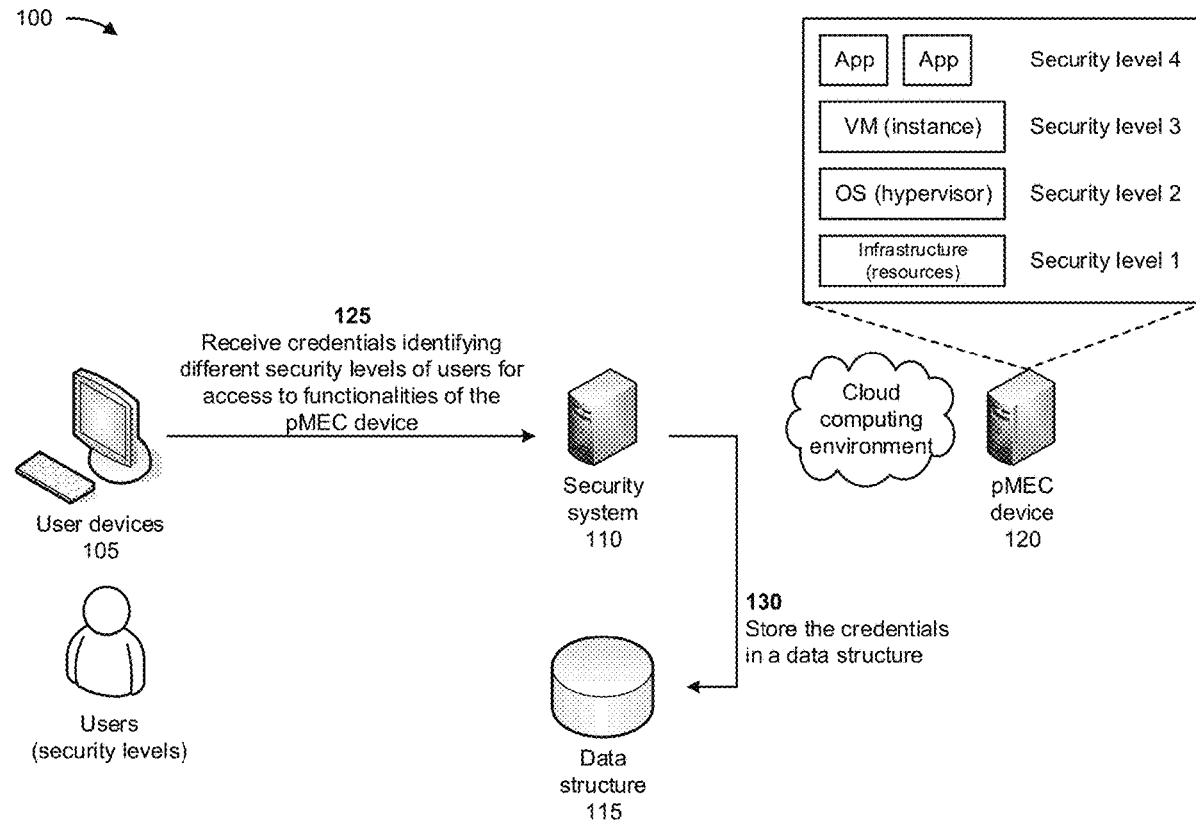 100
App App Security level 4
VM (instance) Security level 3
OS (hypervisor) Security level 2
Infrastructure
(resources) Security level 1
125
Receive credentials identifying
different security levels of users for
access to functionalities of the
pMEC device
Cloud
computing
environment
User devices
105
Security
system
110
pMEC
device
120
130
Store the credentials
in a data structure
Users
(security levels)
Data
structure
115